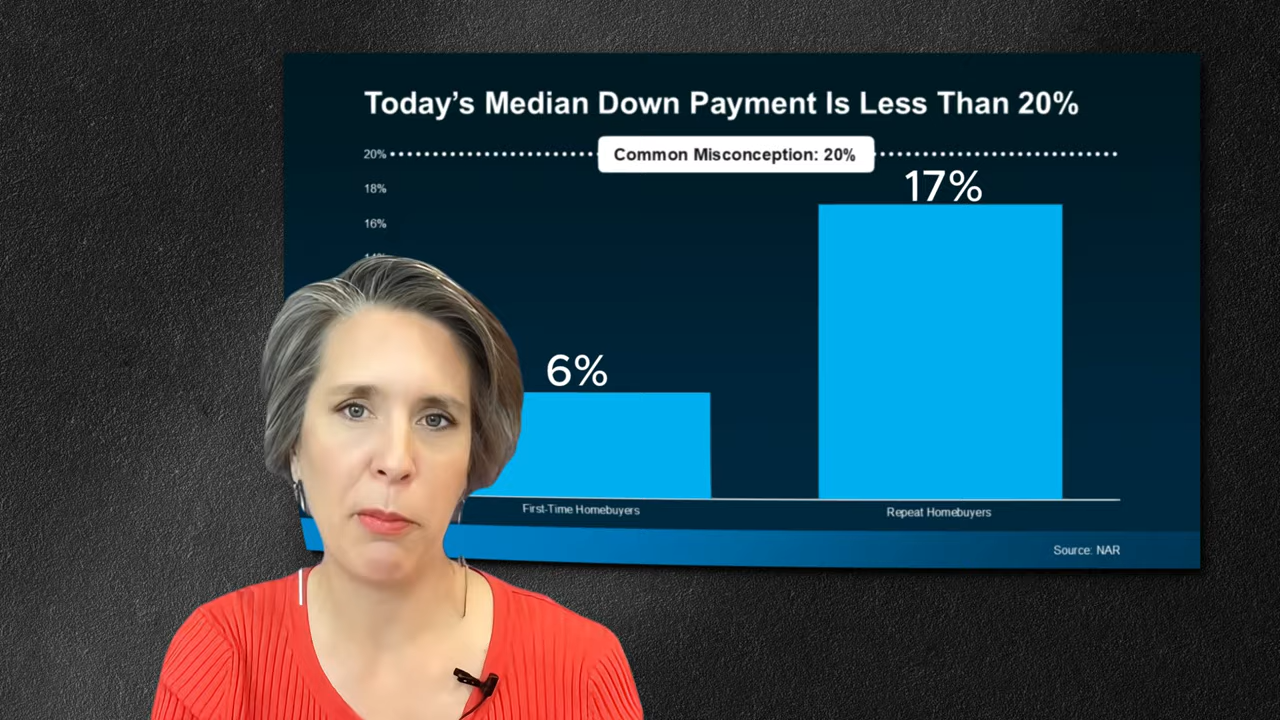 Today's Median Down Payment Is Less Than 20%
Common Misconception: 20%
20%
18%
16%
17%
6%
First-Time Homebuyers
Repeat Homebuyers
Source: NAR